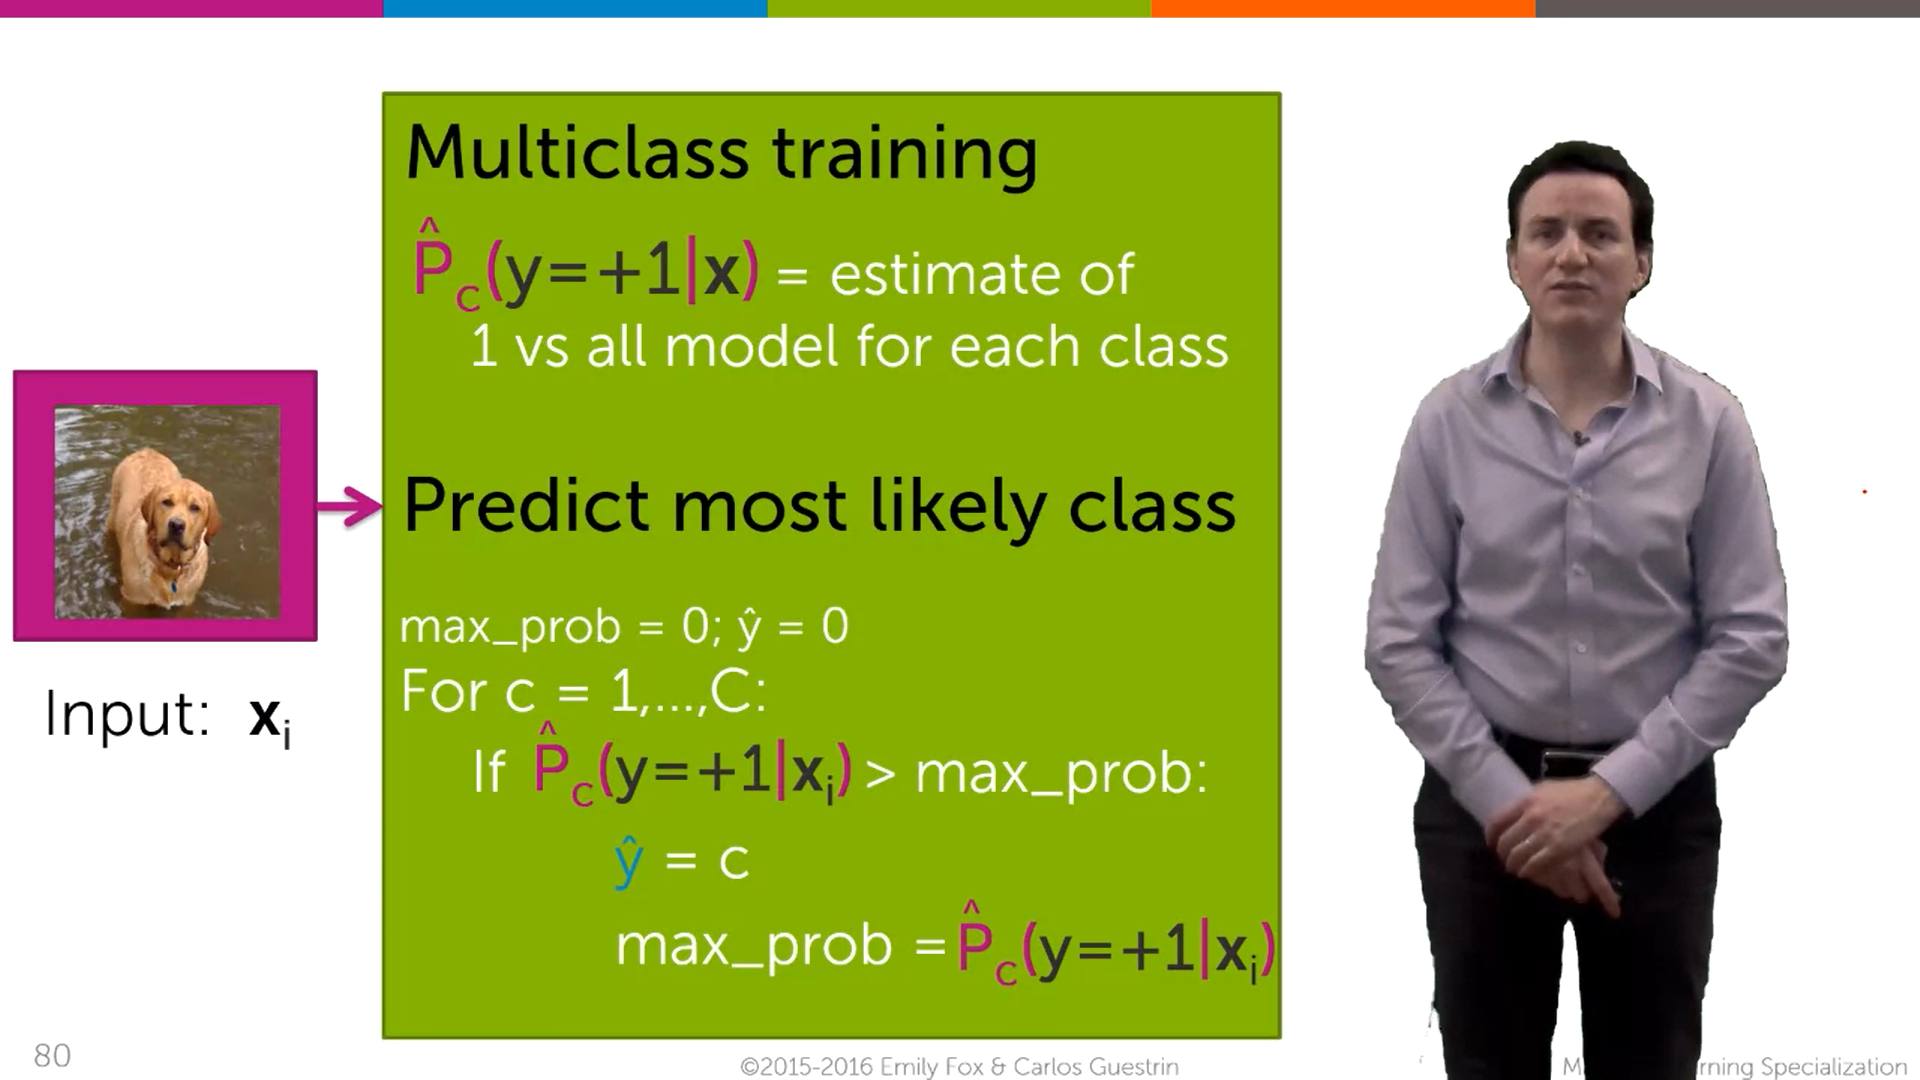 Multiclass training
P̂c(y=+1|x) = estimate of
1 vs all model for each class
Predict most likely class
max_prob = 0; ŷ = 0
For c = 1,...,C:
If P̂c(y=+1|xi) > max_prob:
ŷ = c
max_prob = P̂c(y=+1|xi)
Input: xi
80
©2015-2016 Emily Fox & Carlos Guestrin
Specialization